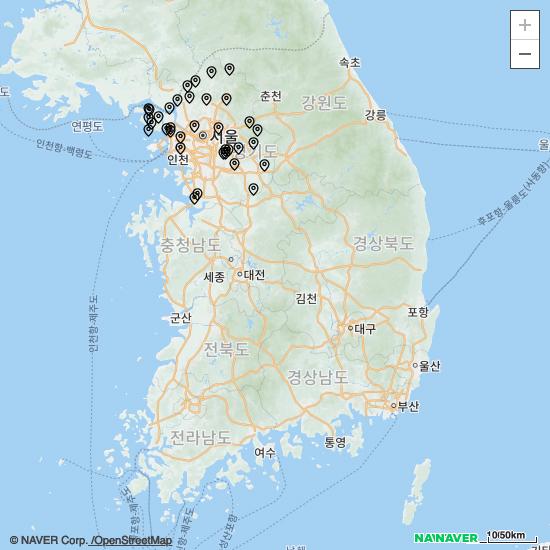 +
−
속초
춘천
강원도
강릉
연평도
서울
인천항-백령도
인천
경기도
후포항-울릉도(사동항)
충청남도
경상북도
세종
대전
김천
인천항-제주도
군산
포항
대구
전북도
울산
경상남도
부산
전라남도
여수
통영
© NAVER Corp. /OpenStreetMap
NAVER
10/50km